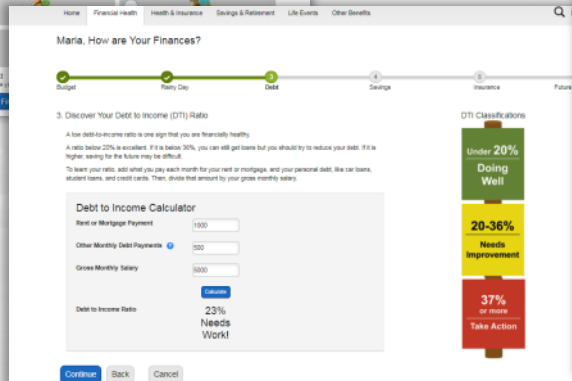 Home Financial Health Health & Insurance Savings & Retirement Life Events Other Benefits
Maria, How are Your Finances?
3 4 5
Budget Rainy Day Debt Savings Insurance Future
3. Discover Your Debt to Income (DTI) Ratio
A low debt-to-income ratio is one sign that you are financially healthy.
A ratio below 20% is excellent. If it is below 36%, you can still get loans but you should try to reduce your debt. If it is
higher, saving for the future may be difficult.
To learn your ratio, add what you pay each month for your rent or mortgage, and your personal debt, like car loans,
student loans, and credit cards. Then, divide that amount by your gross monthly salary.
Debt to Income Calculator
Rent or Mortgage Payment
Other Monthly Debt Payments ? 500
Gross Monthly Salary 5000
Calculate
Debt to Income Ratio 23%
Needs
Work!
Continue Back Cancel
DTI Classifications
Under 20%
Doing
Well
20-36%
Needs
Improvement
37%
or more
Take Action